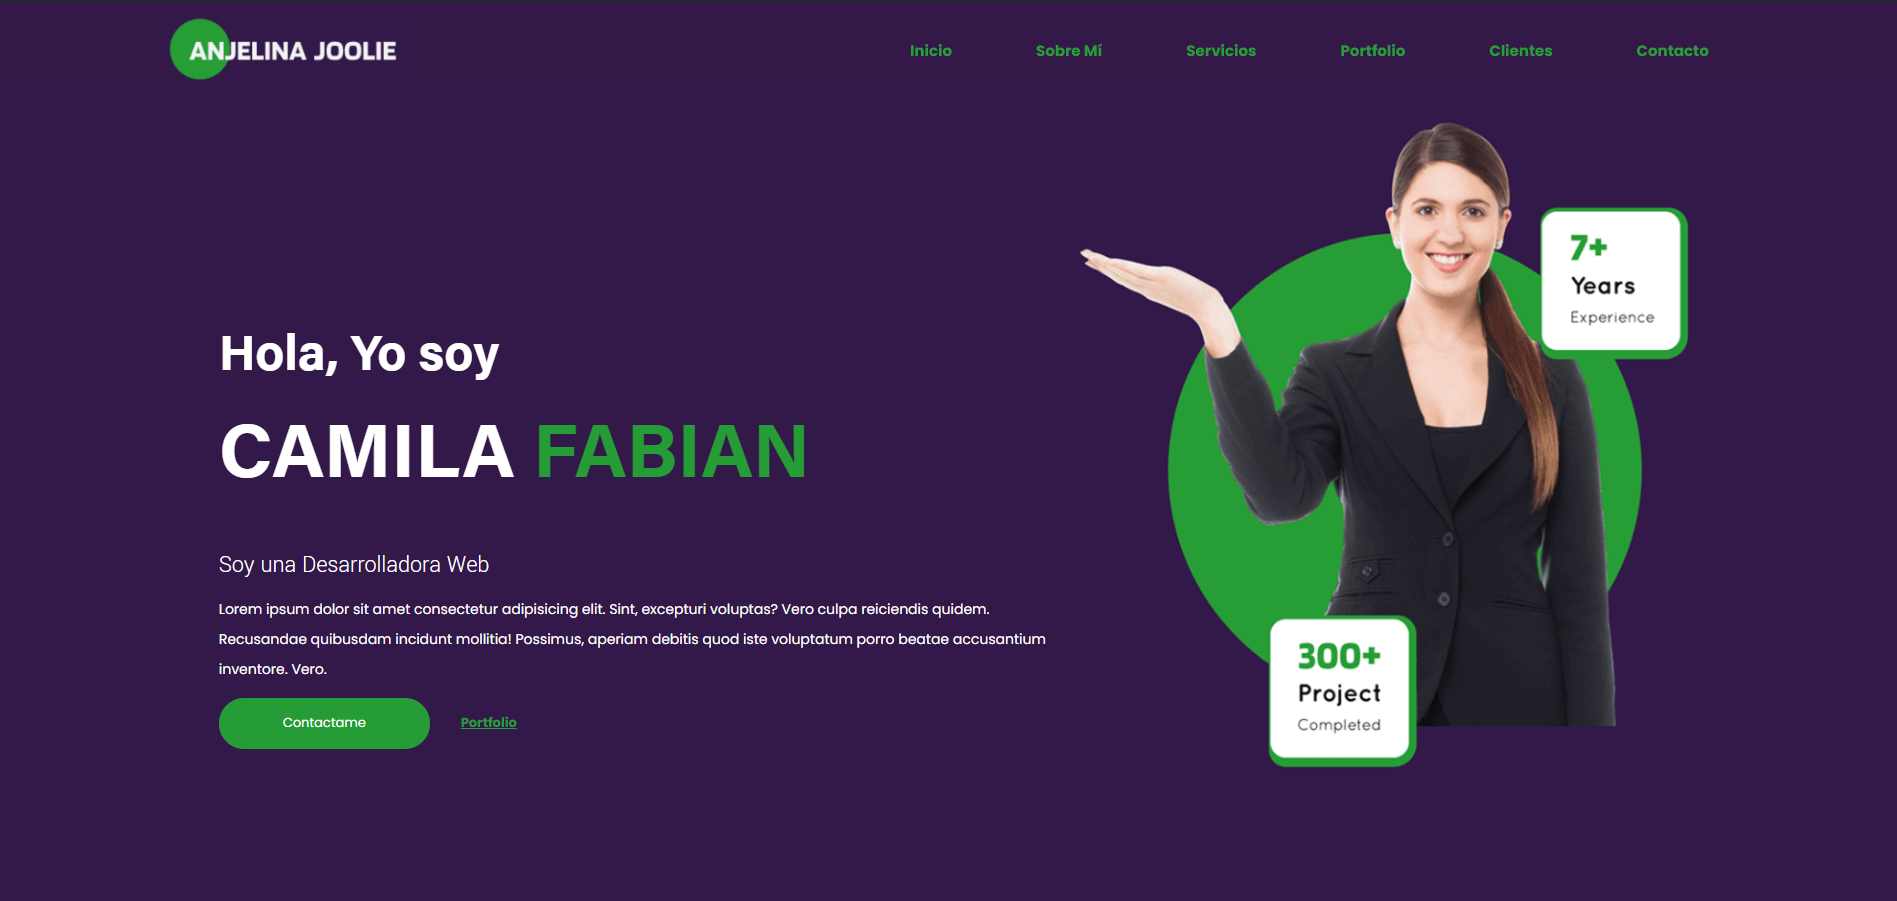 ANJELINA JOOLIE
Inicio
Sobre Mí
Servicios
Portfolio
Clientes
Contacto
7+
Years
Experience
Hola, Yo soy
CAMILA FABIAN
Soy una Desarrolladora Web
Lorem ipsum dolor sit amet consectetur adipisicing elit. Sint, excepturi voluptas? Vero culpa reiciendis quidem.
Recusandae quibusdam incidunt mollitia! Possimus, aperiam debitis quod iste voluptatum porro beatae accusantium
inventore. Vero.
Contactame
Portfolio
300+
Project
Completed